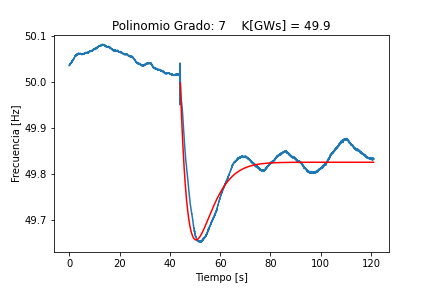 Polinomio Grado: 7    K[GWs] = 49.9
Frecuencia [Hz]
50.1
50.0
49.9
49.8
49.7
0 20 40 60 80 100 120
Tiempo [s]